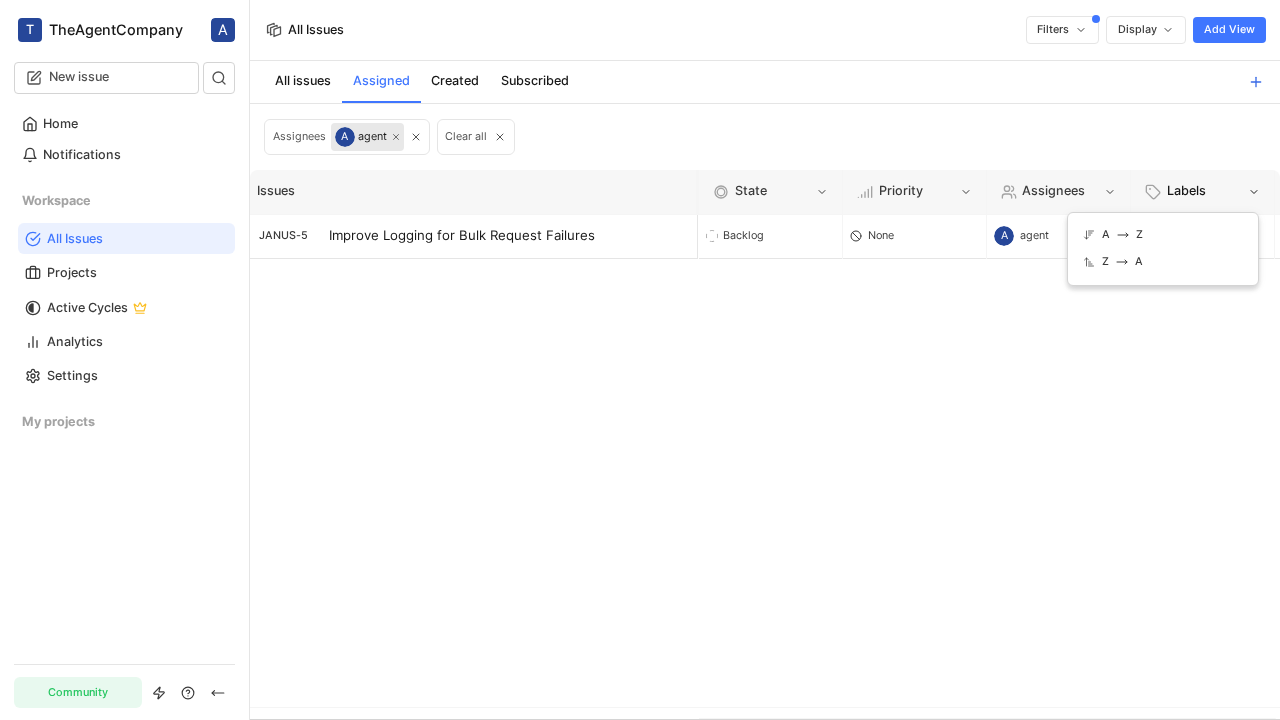 T TheAgentCompany A
New issue
Home
Notifications
Workspace
All Issues
Projects
Active Cycles
Analytics
Settings
My projects
Community
All Issues
Filters
Display
Add View
All issues Assigned Created Subscribed
Assignees A agent
Clear all
Issues State Priority Assignees Labels
JANUS-5 Improve Logging for Bulk Request Failures Backlog None A agent
A → Z
Z → A